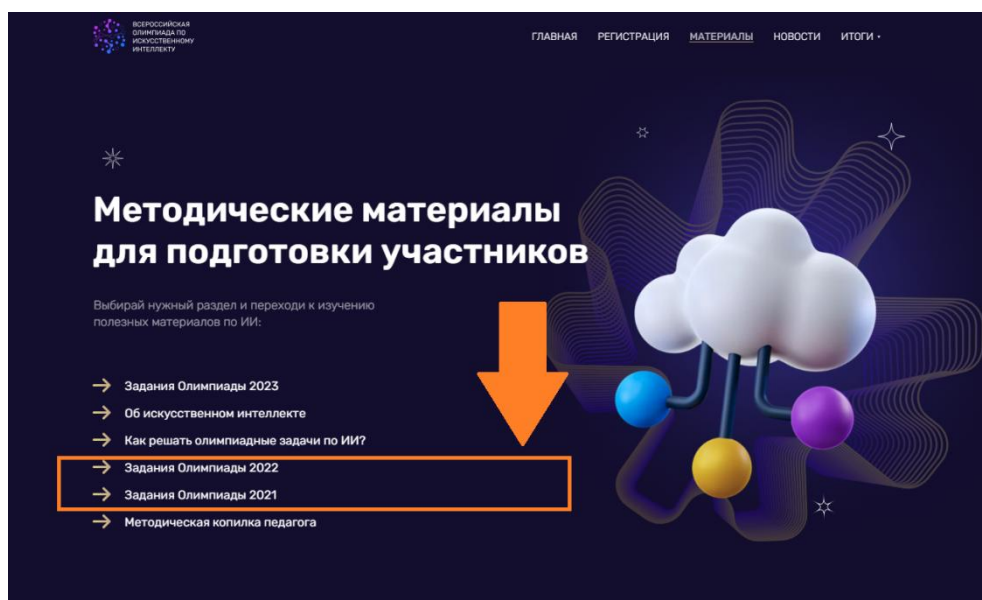 ВСЕРОССИЙСКАЯ
ОЛИМПИАДА ПО
ИСКУССТВЕННОМУ
ИНТЕЛЛЕКТУ
ГЛАВНАЯ РЕГИСТРАЦИЯ МАТЕРИАЛЫ НОВОСТИ ИТОГИ
Методические материалы
для подготовки участников
Выбирай нужный раздел и переходи к изучению
полезных материалов по ИИ:
Задания Олимпиады 2023
Об искусственном интеллекте
Как решать олимпиадные задачи по ИИ?
Задания Олимпиады 2022
Задания Олимпиады 2021
Методическая копилка педагога